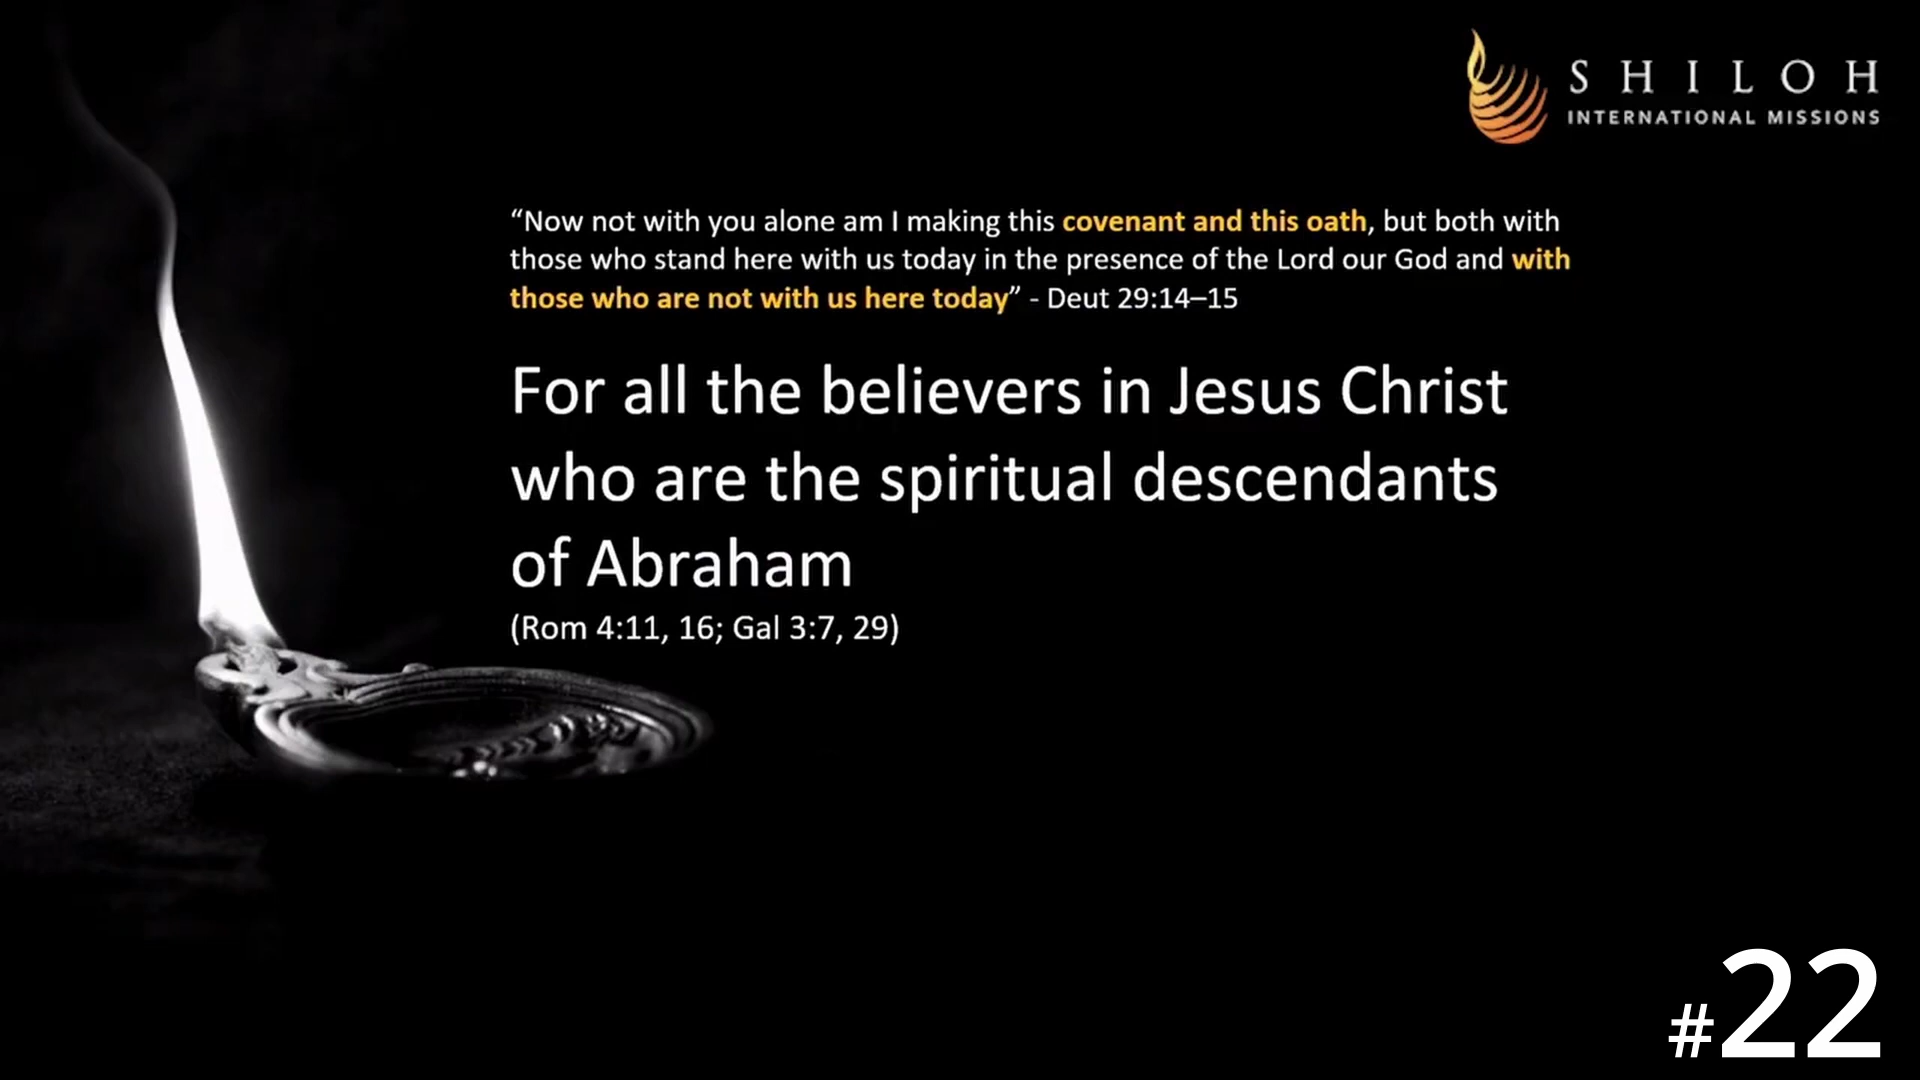 SHILOH
INTERNATIONAL MISSIONS
“Now not with you alone am I making this covenant and this oath, but both with
those who stand here with us today in the presence of the Lord our God and with
those who are not with us here today” - Deut 29:14–15
For all the believers in Jesus Christ
who are the spiritual descendants
of Abraham
(Rom 4:11, 16; Gal 3:7, 29)
#22